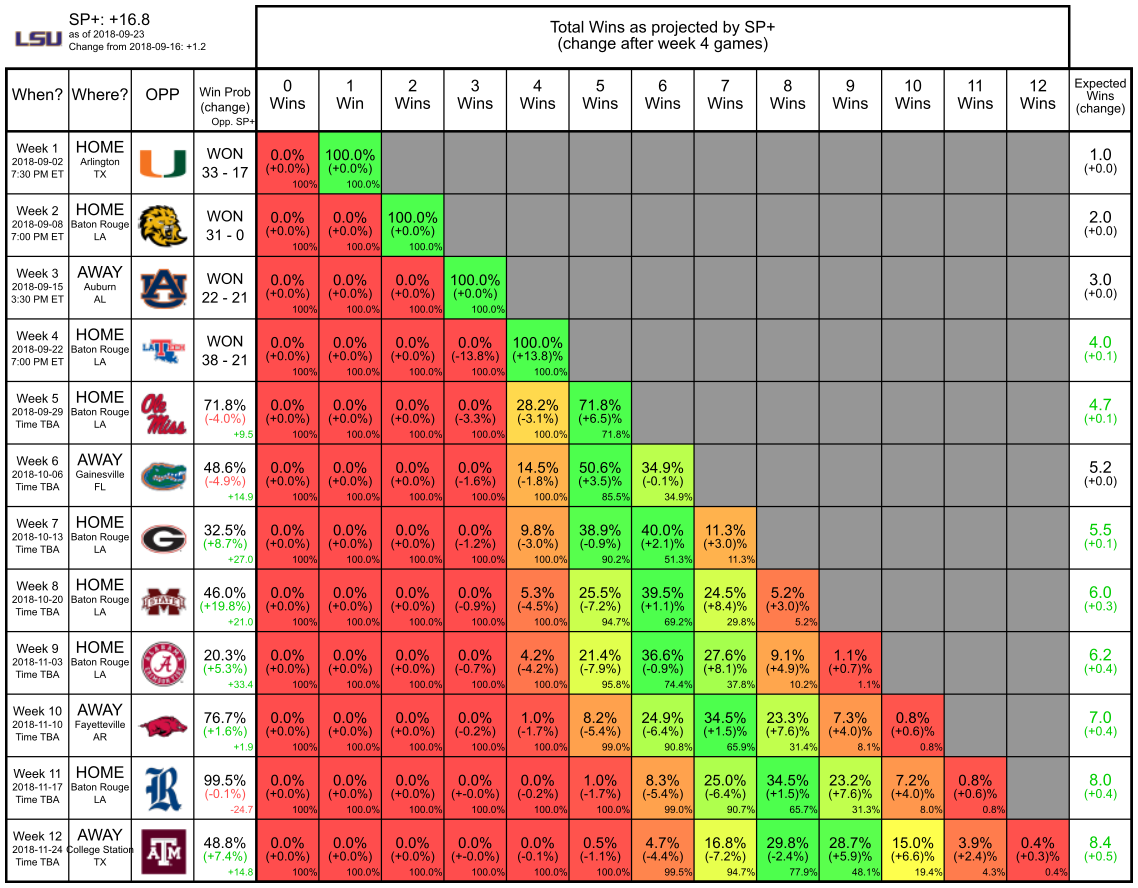 LSU
SP+: +16.8
as of 2018-09-23
Change from 2018-09-16: +1.2
Total Wins as projected by SP+
(change after week 4 games)
When? Where? OPP Win Prob (change) Opp. SP+ 0 Wins 1 Win 2 Wins 3 Wins 4 Wins 5 Wins 6 Wins 7 Wins 8 Wins 9 Wins 10 Wins 11 Wins 12 Wins Expected Wins (change)
Week 1 HOME WON 0.0% 100.0% 1.0
2018-09-02 Arlington 33 - 17 (+0.0%) (+0.0%) (+0.0)
7:30 PM ET TX 100% 100.0%
Week 2 HOME WON 0.0% 0.0% 100.0% 2.0
2018-09-08 Baton Rouge 31 - 0 (+0.0%) (+0.0%) (+0.0%) (+0.0)
7:00 PM ET LA 100% 100.0% 100.0%
Week 3 AWAY WON 0.0% 0.0% 0.0% 100.0% 3.0
2018-09-15 Auburn 22 - 21 (+0.0%) (+0.0%) (+0.0%) (+0.0%) (+0.0)
3:30 PM ET AL 100% 100.0% 100.0% 100.0%
Week 4 HOME LA TECH WON 0.0% 0.0% 0.0% 0.0% 100.0% 4.0
2018-09-22 Baton Rouge 38 - 21 (+0.0%) (+0.0%) (+0.0%) (-13.8%) (+13.8)% (+0.1)
7:00 PM ET LA 100% 100.0% 100.0% 100.0% 100.0%
Week 5 HOME Ole Miss 71.8% 0.0% 0.0% 0.0% 0.0% 28.2% 71.8% 4.7
2018-09-29 Baton Rouge (-4.0%) (+0.0%) (+0.0%) (+0.0%) (-3.3%) (-3.1%) (+6.5)% (+0.1)
Time TBA LA +9.5 100% 100.0% 100.0% 100.0% 100.0% 71.8%
Week 6 AWAY 48.6% 0.0% 0.0% 0.0% 0.0% 14.5% 50.6% 34.9% 5.2
2018-10-06 Gainesville (-4.9%) (+0.0%) (+0.0%) (+0.0%) (-1.6%) (-1.8%) (+3.5)% (-0.1%) (+0.0)
Time TBA FL +14.9 100% 100.0% 100.0% 100.0% 100.0% 85.5% 34.9%
Week 7 HOME G 32.5% 0.0% 0.0% 0.0% 0.0% 9.8% 38.9% 40.0% 11.3% 5.5
2018-10-13 Baton Rouge (+8.7%) (+0.0%) (+0.0%) (+0.0%) (-1.2%) (-3.0%) (-0.9%) (+2.1)% (+3.0)% (+0.1)
Time TBA LA +27.0 100% 100.0% 100.0% 100.0% 100.0% 90.2% 51.3% 11.3%
Week 8 HOME STATE 46.0% 0.0% 0.0% 0.0% 0.0% 5.3% 25.5% 39.5% 24.5% 5.2% 6.0
2018-10-20 Baton Rouge (+19.8%) (+0.0%) (+0.0%) (+0.0%) (-0.9%) (-4.5%) (-7.2%) (+1.1)% (+8.4)% (+3.0)% (+0.3)
Time TBA LA +21.0 100% 100.0% 100.0% 100.0% 100.0% 94.7% 69.2% 29.8% 5.2%
Week 9 HOME A 20.3% 0.0% 0.0% 0.0% 0.0% 4.2% 21.4% 36.6% 27.6% 9.1% 1.1% 6.2
2018-11-03 Baton Rouge (+5.3%) (+0.0%) (+0.0%) (+0.0%) (-0.7%) (-4.2%) (-7.9%) (-0.9%) (+8.1)% (+4.9)% (+0.7)% (+0.4)
Time TBA LA +33.4 100% 100.0% 100.0% 100.0% 100.0% 95.8% 74.4% 37.8% 10.2% 1.1%
Week 10 AWAY 76.7% 0.0% 0.0% 0.0% 0.0% 1.0% 8.2% 24.9% 34.5% 23.3% 7.3% 0.8% 7.0
2018-11-10 Fayetteville (+1.6%) (+0.0%) (+0.0%) (+0.0%) (-0.2%) (-1.7%) (-5.4%) (-6.4%) (+1.5)% (+7.6)% (+4.0)% (+0.6)% (+0.4)
Time TBA AR +1.9 100% 100.0% 100.0% 100.0% 100.0% 99.0% 90.8% 65.9% 31.4% 8.1% 0.8%
Week 11 HOME R 99.5% 0.0% 0.0% 0.0% 0.0% 0.0% 1.0% 8.3% 25.0% 34.5% 23.2% 7.2% 0.8% 8.0
2018-11-17 Baton Rouge (-0.1%) (+0.0%) (+0.0%) (+0.0%) (+-0.0%) (-0.2%) (-1.7%) (-5.4%) (-6.4%) (+1.5)% (+7.6)% (+4.0)% (+0.6)% (+0.4)
Time TBA LA -24.7 100% 100.0% 100.0% 100.0% 100.0% 100.0% 99.0% 90.7% 65.7% 31.3% 8.0% 0.8%
Week 12 AWAY ATM 48.8% 0.0% 0.0% 0.0% 0.0% 0.0% 0.5% 4.7% 16.8% 29.8% 28.7% 15.0% 3.9% 0.4% 8.4
2018-11-24 College Station (+7.4%) (+0.0%) (+0.0%) (+0.0%) (+-0.0%) (-0.1%) (-1.1%) (-4.4%) (-7.2%) (-2.4%) (+5.9)% (+6.6)% (+2.4)% (+0.3)% (+0.5)
Time TBA TX +14.8 100% 100.0% 100.0% 100.0% 100.0% 100.0% 99.5% 94.7% 77.9% 48.1% 19.4% 4.3% 0.4%